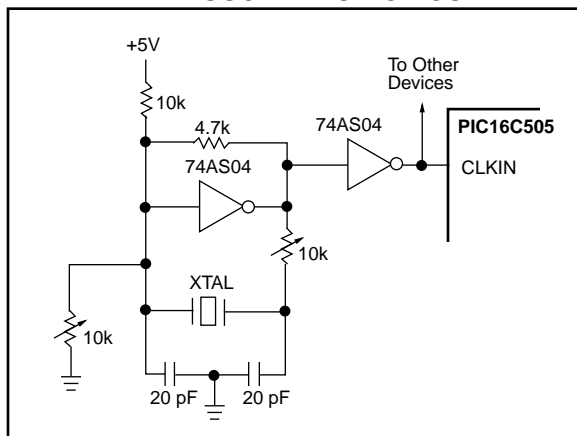 +5V
10k
4.7k
74AS04
74AS04
To Other
Devices
PIC16C505
CLKIN
10k
XTAL
10k
20 pF
20 pF